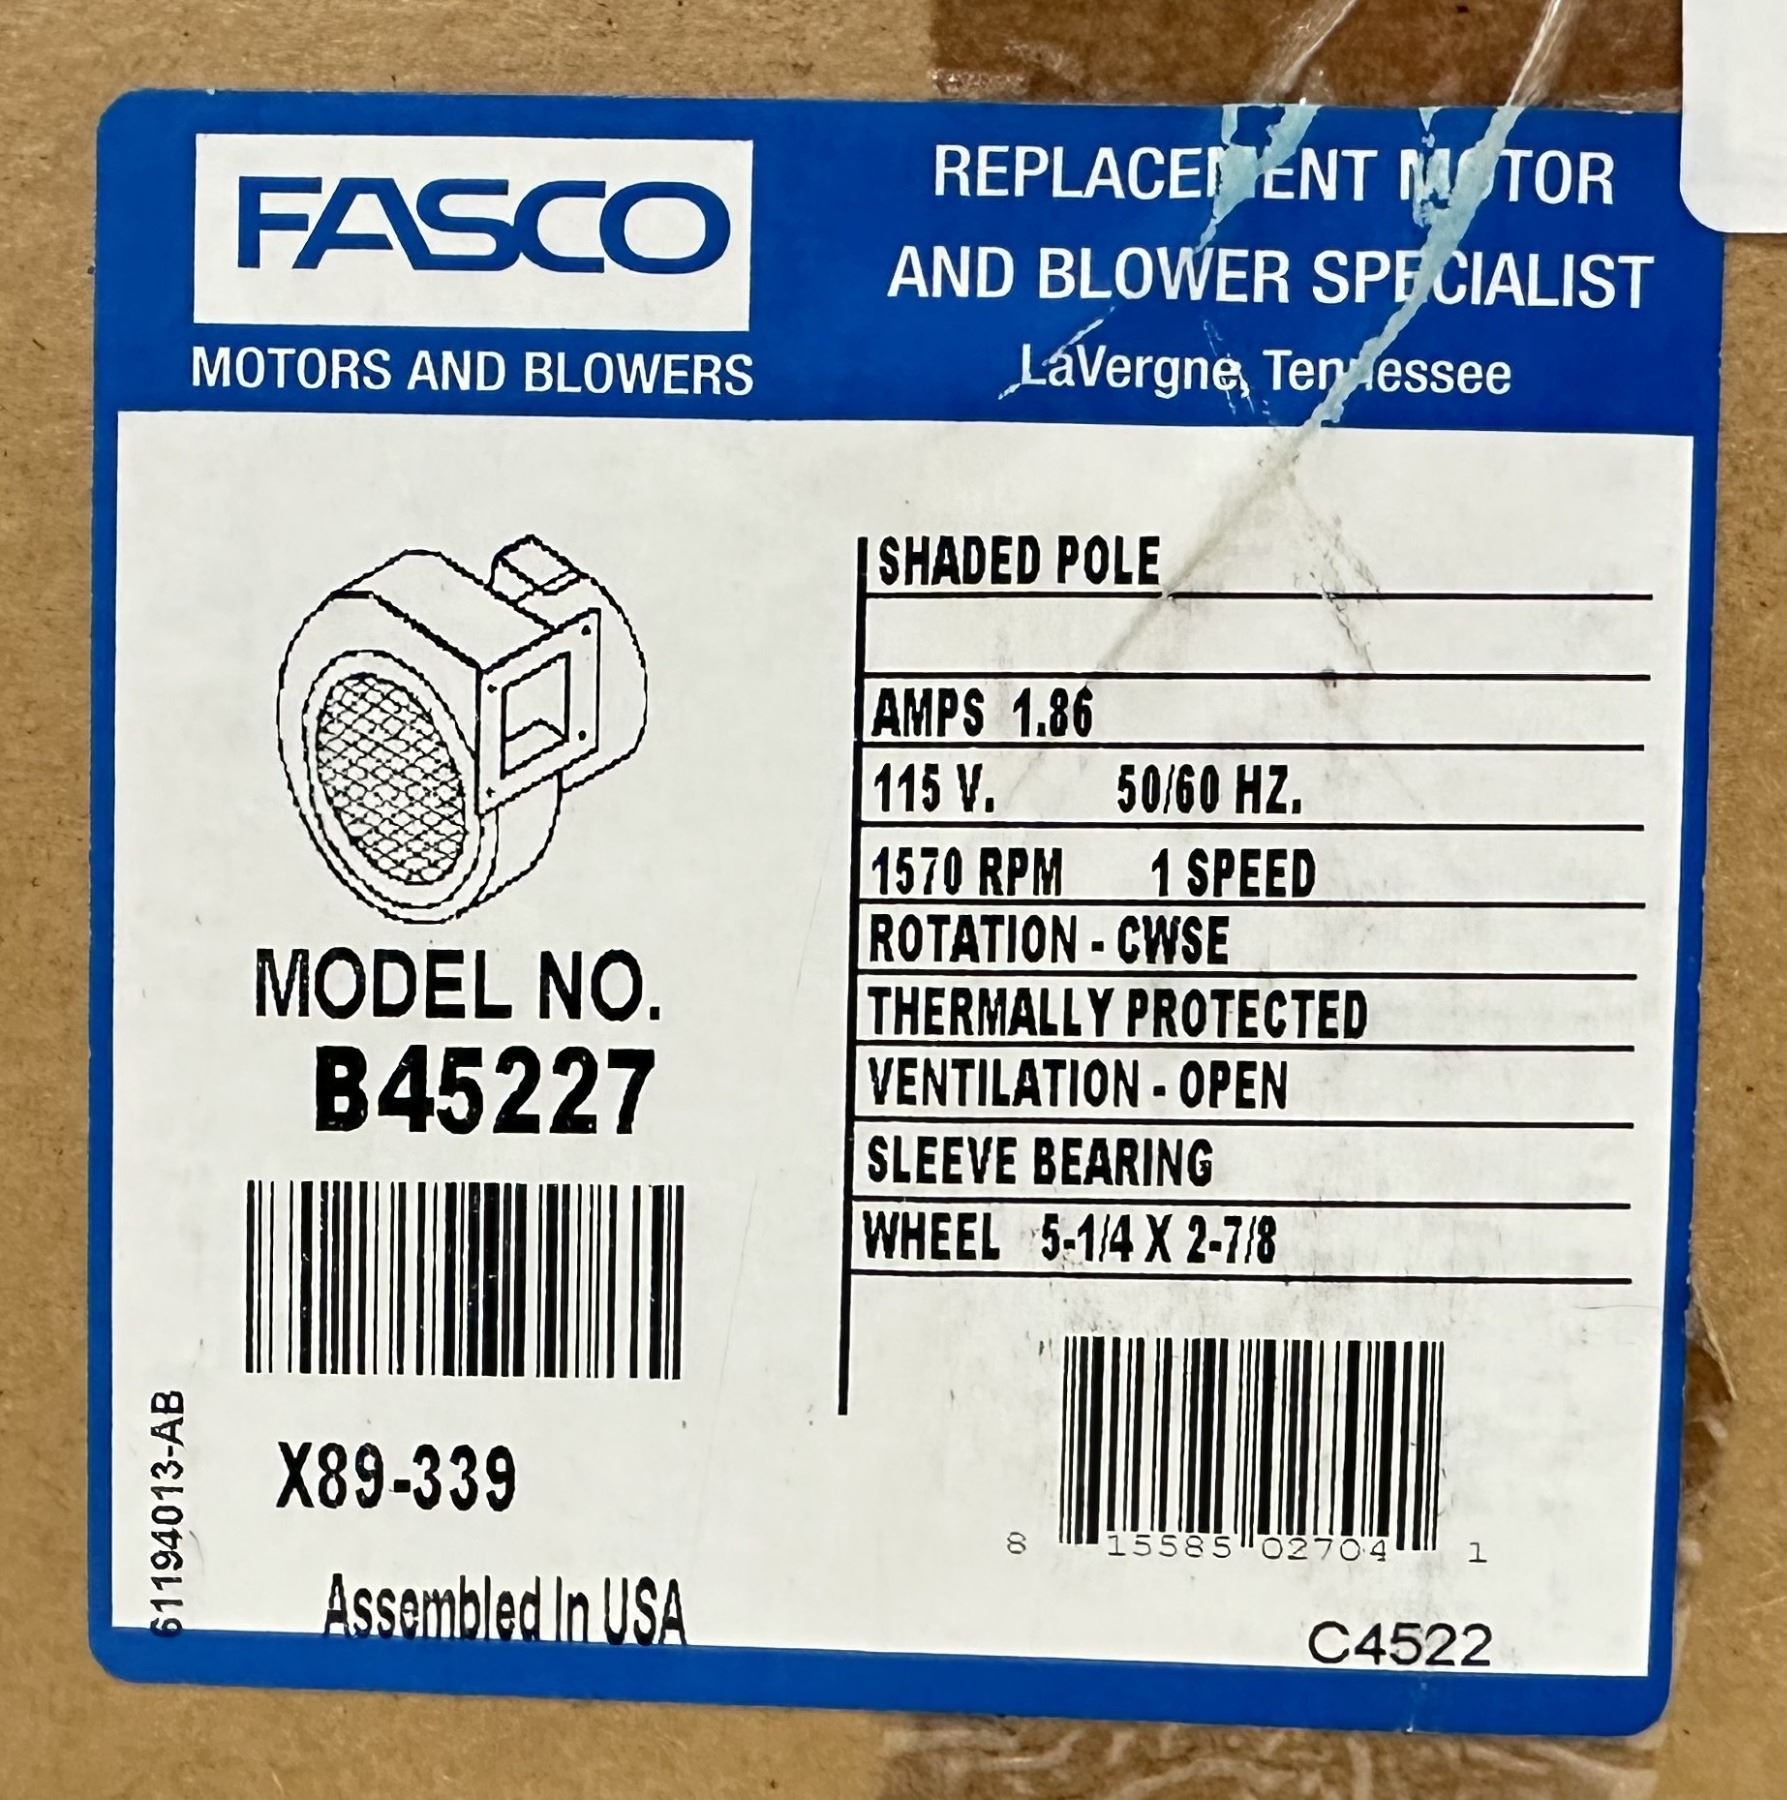 FASCO
MOTORS AND BLOWERS
REPLACEMENT MOTOR
AND BLOWER SPECIALIST
LaVergne, Tennessee
MODEL NO.
B45227
X89-339
611940​13-AB
Assembled In USA
SHADED POLE
AMPS 1.86
115 V. 50/60 HZ.
1570 RPM 1 SPEED
ROTATION - CWSE
THERMALLY PROTECTED
VENTILATION - OPEN
SLEEVE BEARING
WHEEL 5-1/4 X 2-7/8
8 15585 02704 1
C4522